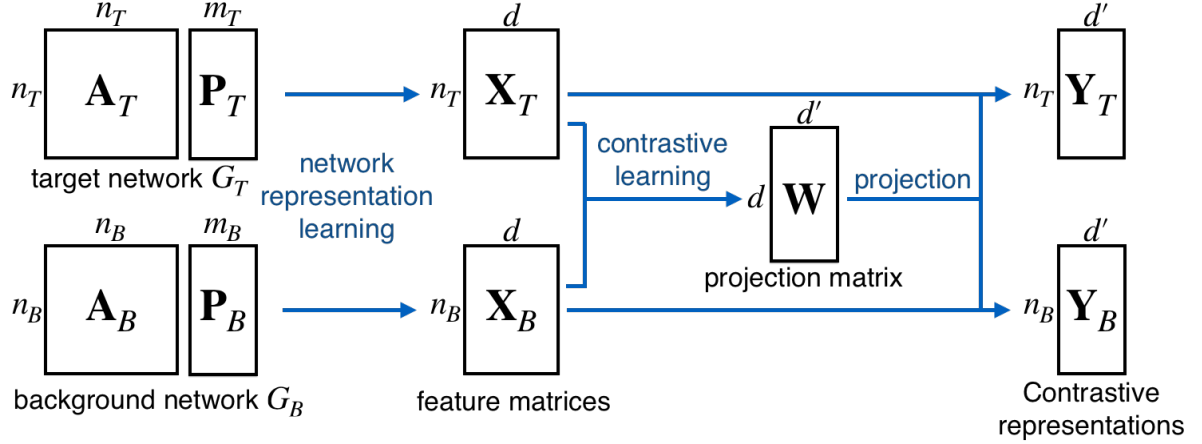 n_T m_T d d'
n_T A_T P_T n_T X_T n_T Y_T
target network G_T
network
representation
learning
contrastive
learning
d'
d W
projection
projection matrix
n_B m_B d d'
n_B A_B P_B n_B X_B n_B Y_B
background network G_B
feature matrices
Contrastive
representations